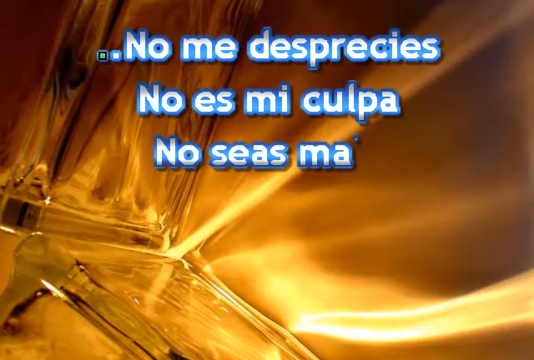 ..No me desprecies
No es mi culpa
No seas ma